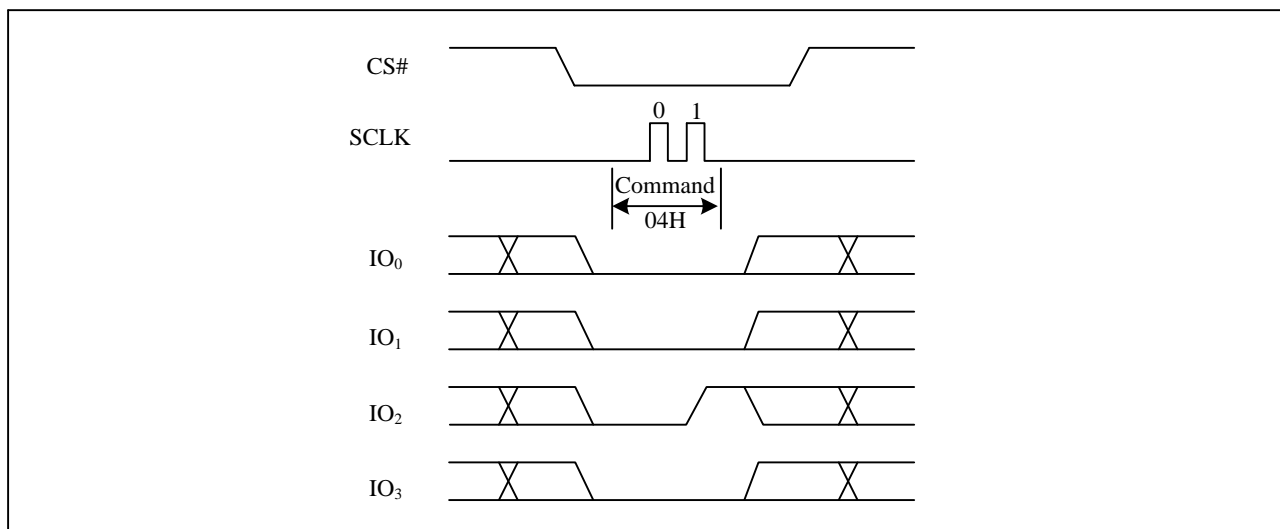 CS#
0 1
SCLK
Command
04H
IO₀
IO₁
IO₂
IO₃